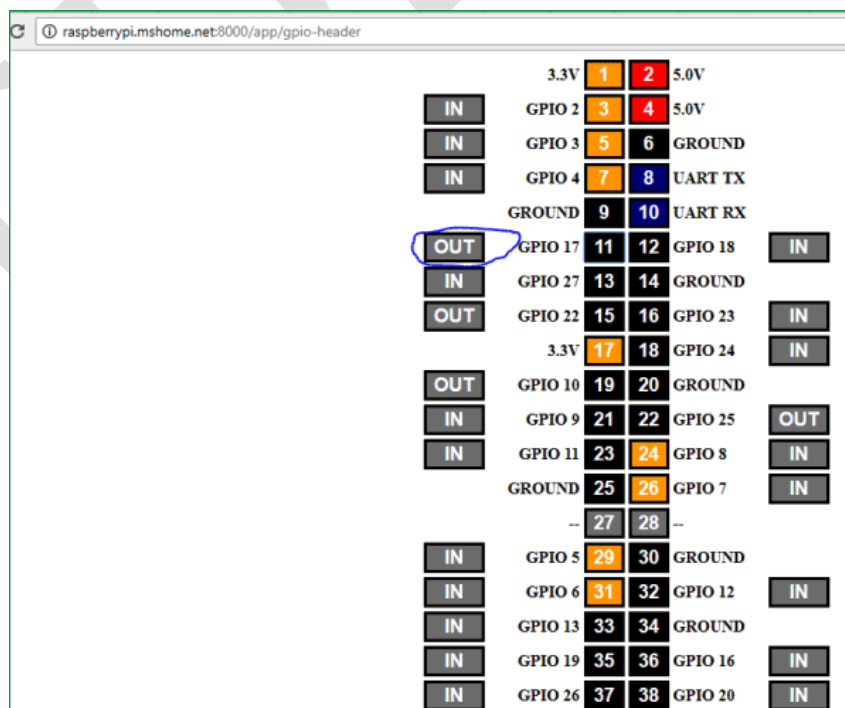 raspberrypi.mshome.net:8000/app/gpio-header
3.3V 1 2 5.0V
IN GPIO 2 3 4 5.0V
IN GPIO 3 5 6 GROUND
IN GPIO 4 7 8 UART TX
GROUND 9 10 UART RX
OUT GPIO 17 11 12 GPIO 18 IN
IN GPIO 27 13 14 GROUND
OUT GPIO 22 15 16 GPIO 23 IN
3.3V 17 18 GPIO 24 IN
OUT GPIO 10 19 20 GROUND
IN GPIO 9 21 22 GPIO 25 OUT
IN GPIO 11 23 24 GPIO 8 IN
GROUND 25 26 GPIO 7 IN
-- 27 28 --
IN GPIO 5 29 30 GROUND
IN GPIO 6 31 32 GPIO 12 IN
IN GPIO 13 33 34 GROUND
IN GPIO 19 35 36 GPIO 16 IN
IN GPIO 26 37 38 GPIO 20 IN